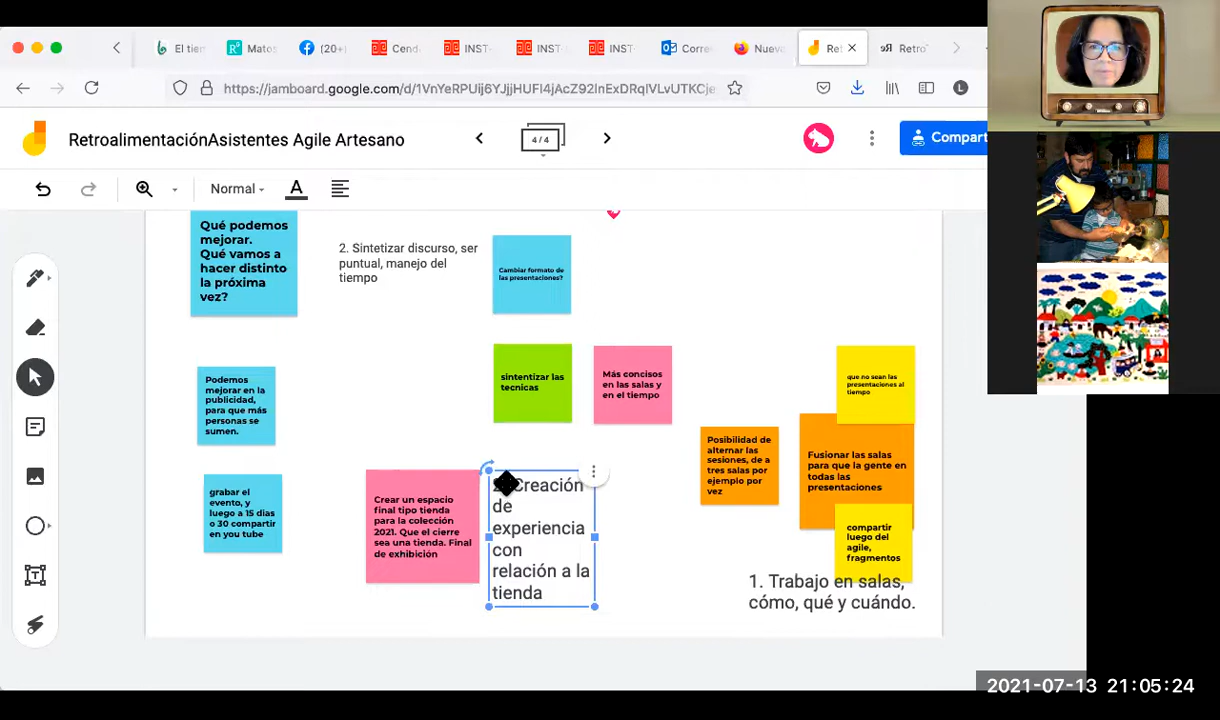 El tien
Matos
(20+)
Cend
INST-
INST-
INST-
Corre
Nueva
Ret
RetroT
https://jamboard.google.com/d/1VnYeRPUij6YJjjHUFl4jAcZ92lnExDRqlVLvUTKCje
L
RetroalimentaciónAsistentes Agile Artesano
4 / 4
Compart
Normal
A
Qué podemos
mejorar.
Qué vamos a
hacer distinto
la próxima
vez?
2. Sintetizar discurso, ser
puntual, manejo del
tiempo
Cambiar formato de
las presentaciones?
sintentizar las
tecnicas
Más concisos
en las salas y
en el tiempo
que no sean las
presentaciones al
tiempo
Podemos
mejorar en la
publicidad,
para que más
personas se
sumen.
Posibilidad de
alternar las
sesiones, de a
tres salas por
ejemplo por
vez
Fusionar las salas
para que la gente en
todas las
presentaciones
grabar el
evento, y
luego a 15 dias
o 30 compartir
en you tube
Crear un espacio
final tipo tienda
para la colección
2021. Que el cierre
sea una tienda. Final
de exhibición
Creación
de
experiencia
con
relación a la
tienda
compartir
luego del
agile,
fragmentos
1. Trabajo en salas,
cómo, qué y cuándo.
2021-07-13 21:05:24